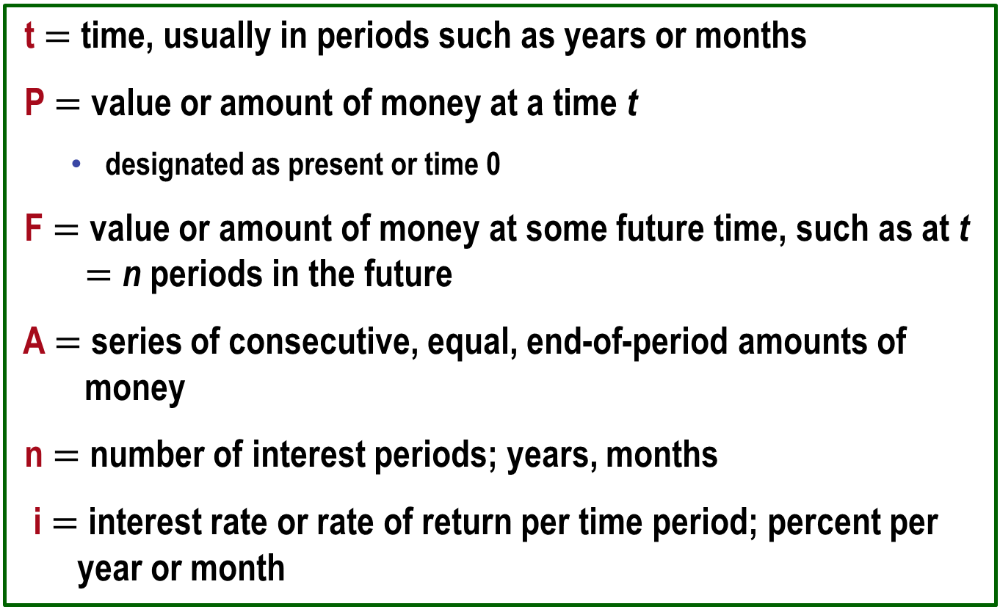 t = time, usually in periods such as years or months
P = value or amount of money at a time t
• designated as present or time 0
F = value or amount of money at some future time, such as at t
= n periods in the future
A = series of consecutive, equal, end-of-period amounts of
money
n = number of interest periods; years, months
i = interest rate or rate of return per time period; percent per
year or month